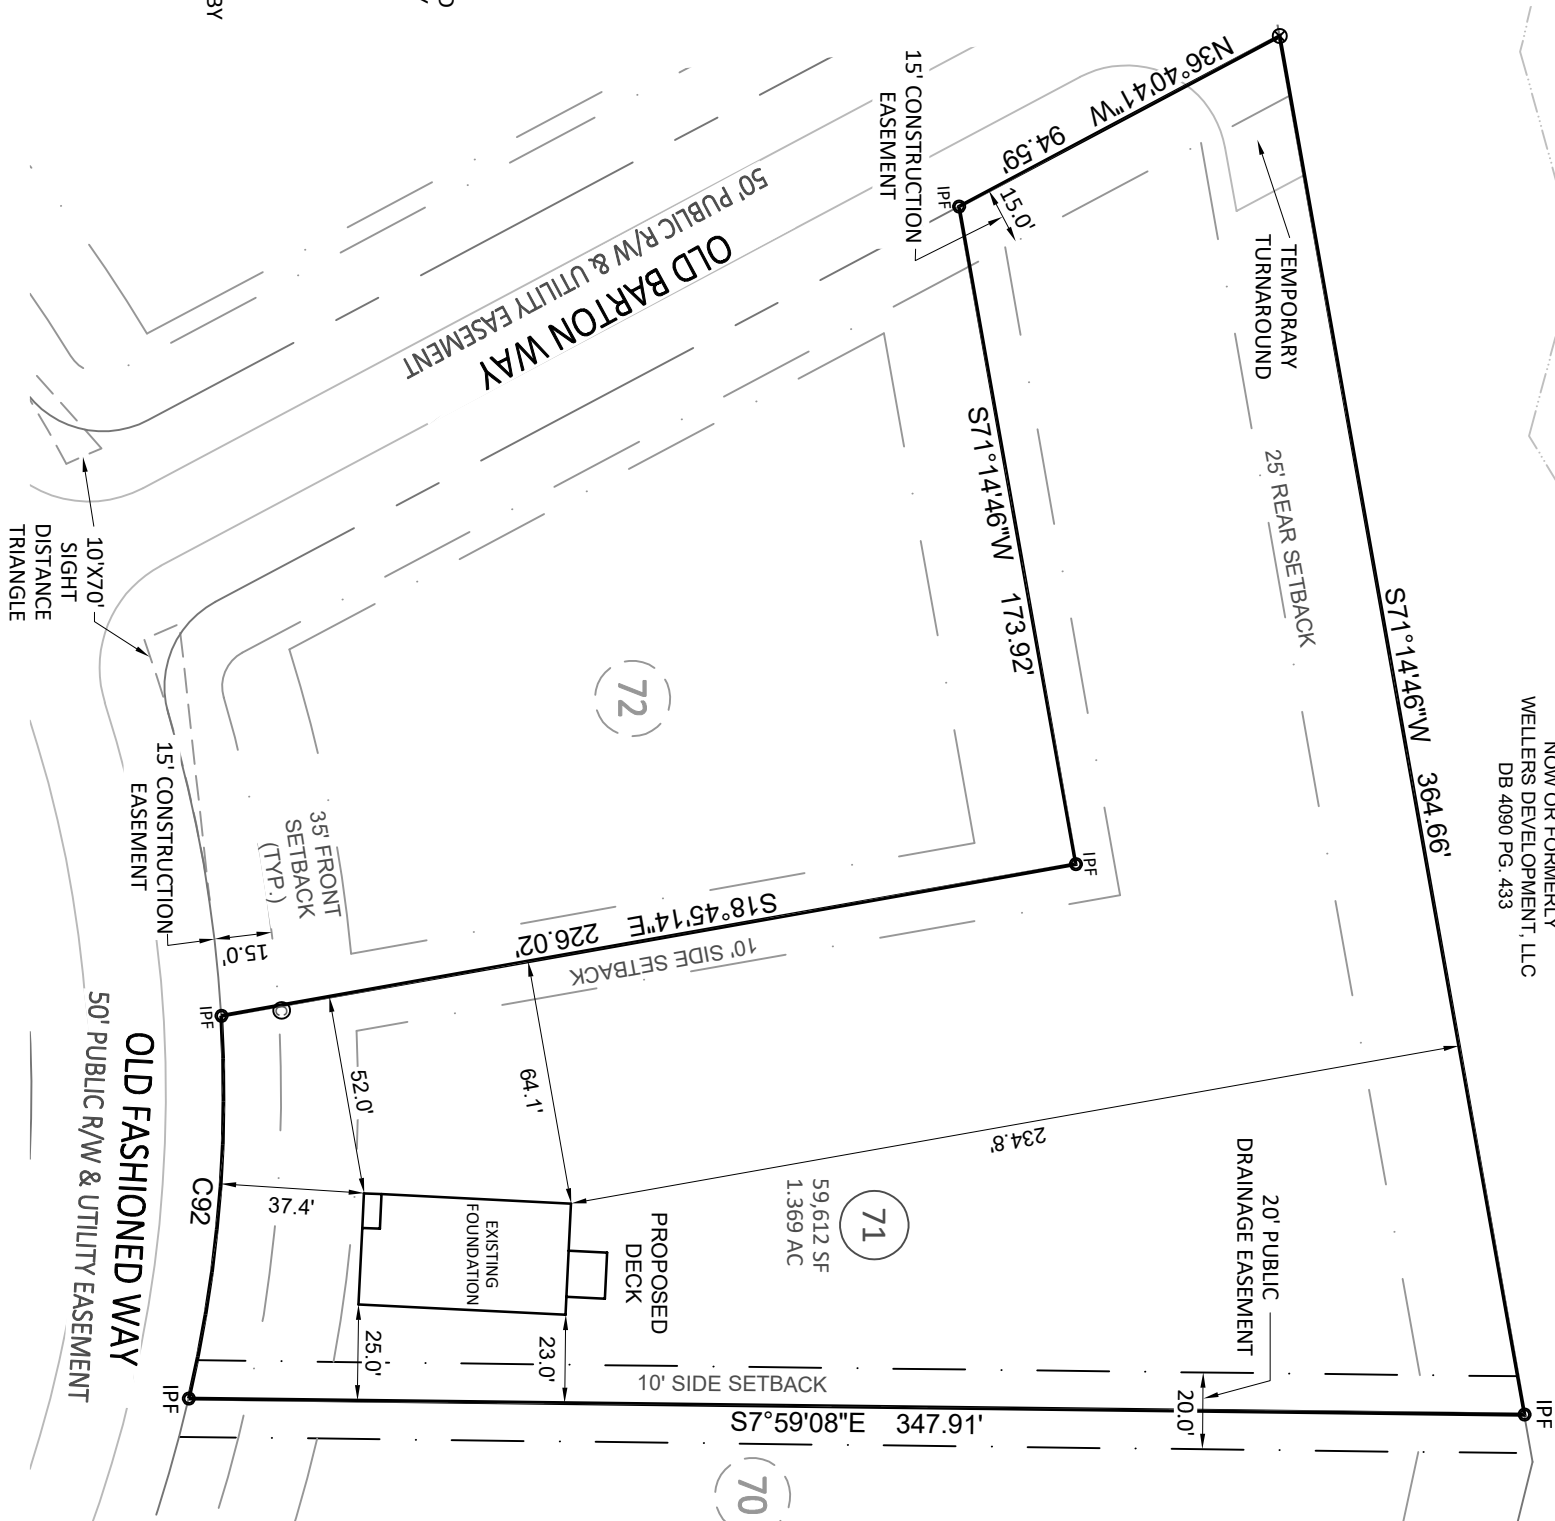 BY
N36°40'41"W 94.59'
15' CONSTRUCTION
EASEMENT
IPF
15.0'
TEMPORARY
TURNAROUND
50' PUBLIC R/W & UTILITY EASEMENT
OLD BARTON WAY
S71°14'46"W 173.92'
25' REAR SETBACK
S71°14'46"W 364.66'
NOW OR FORMERLY
WELLERS DEVELOPMENT, LLC
DB 4090 PG. 433
10'X70'
SIGHT
DISTANCE
TRIANGLE
72
15' CONSTRUCTION
EASEMENT
35' FRONT
SETBACK
(TYP.)
15.0'
IPF
S18°45'14"E 226.02'
10' SIDE SETBACK
IPF
OLD FASHIONED WAY
50' PUBLIC R/W & UTILITY EASEMENT
52.0'
64.1'
234.8'
C92
37.4'
EXISTING
FOUNDATION
PROPOSED
DECK
71
59,612 SF
1.369 AC
20' PUBLIC
DRAINAGE EASEMENT
25.0'
23.0'
20.0'
10' SIDE SETBACK
S7°59'08"E 347.91'
IPF
IPF
70